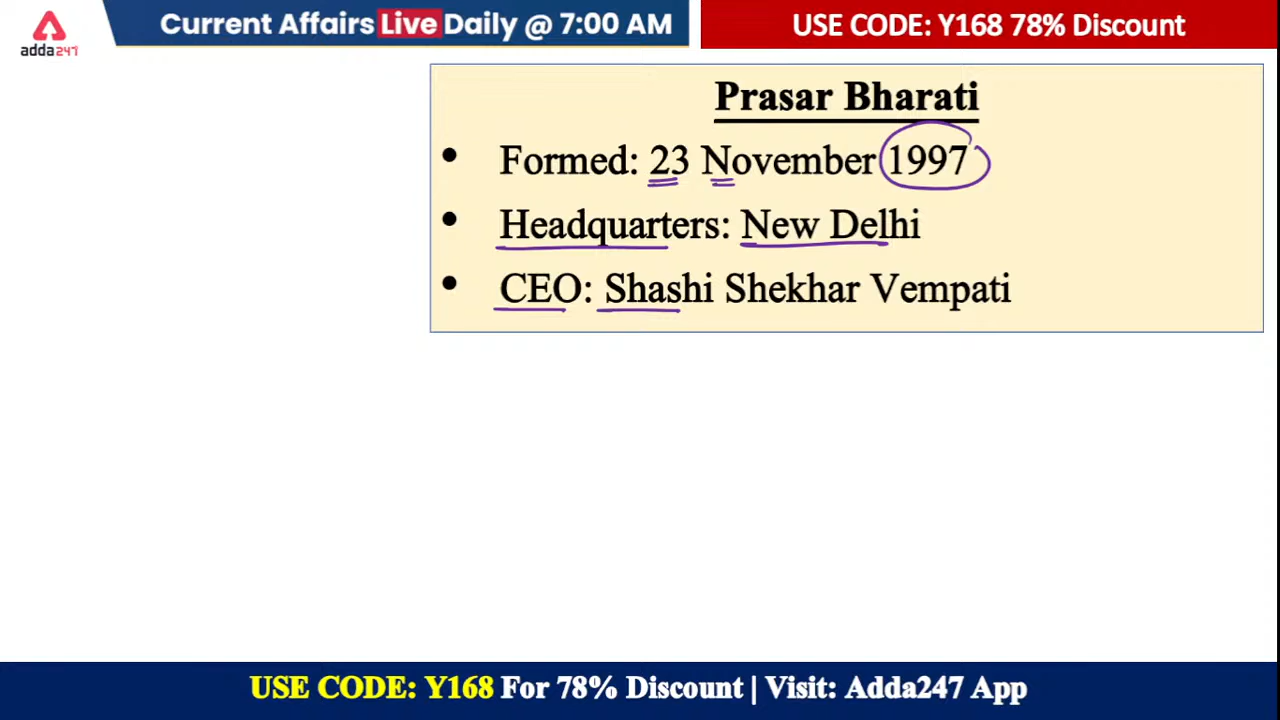 Current Affairs Live Daily @ 7:00 AM
USE CODE: Y168 78% Discount
adda247
Prasar Bharati
• Formed: 23 November 1997
• Headquarters: New Delhi
• CEO: Shashi Shekhar Vempati
USE CODE: Y168 For 78% Discount | Visit: Adda247 App